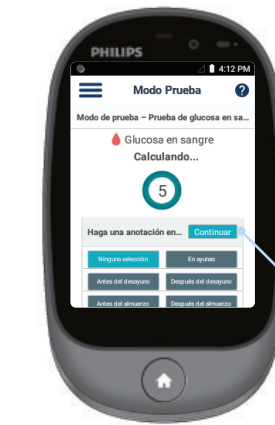 PHILIPS
4:12 PM
Modo Prueba ?
Modo de prueba – Prueba de glucosa en sa...
Glucosa en sangre
Calculando...
5
Haga una anotación en... Continuar
Ninguna selección En ayunas
Antes del desayuno Después del desayuno
Antes del almuerzo Después del almuerzo